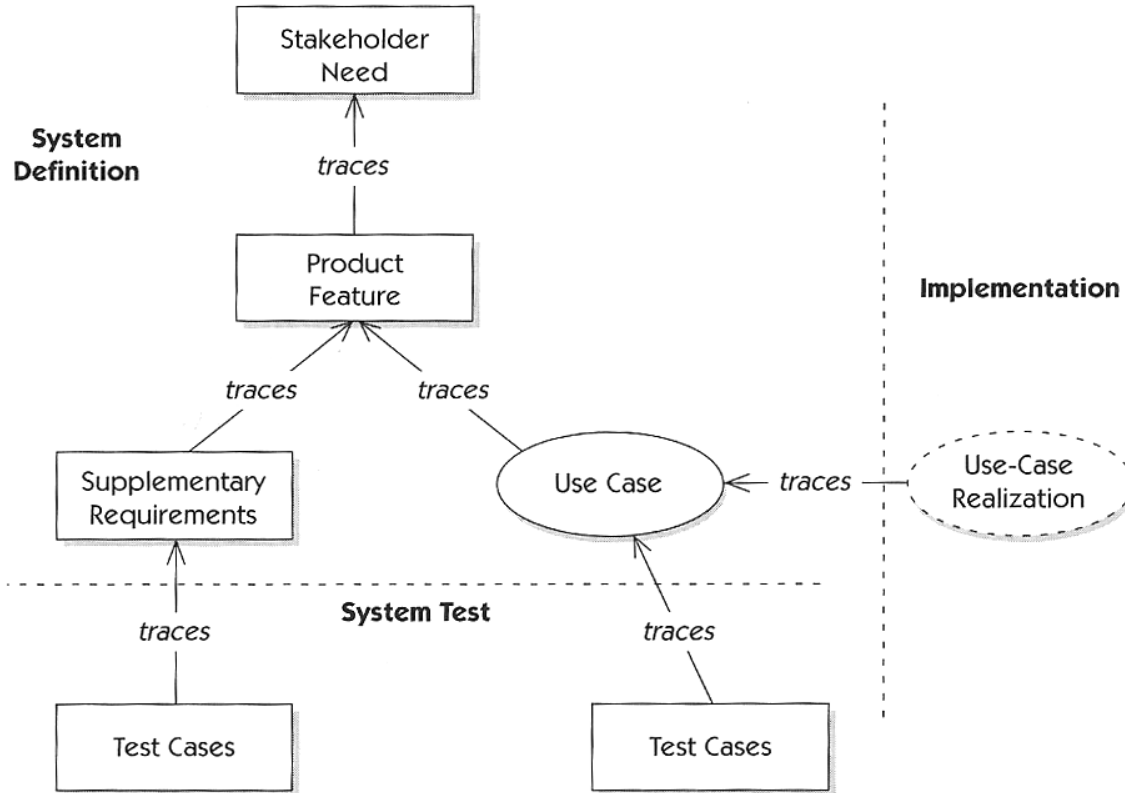 Stakeholder
Need
System
Definition
traces
Product
Feature
Implementation
traces
traces
Supplementary
Requirements
Use Case
traces
Use-Case
Realization
System Test
traces
traces
Test Cases
Test Cases